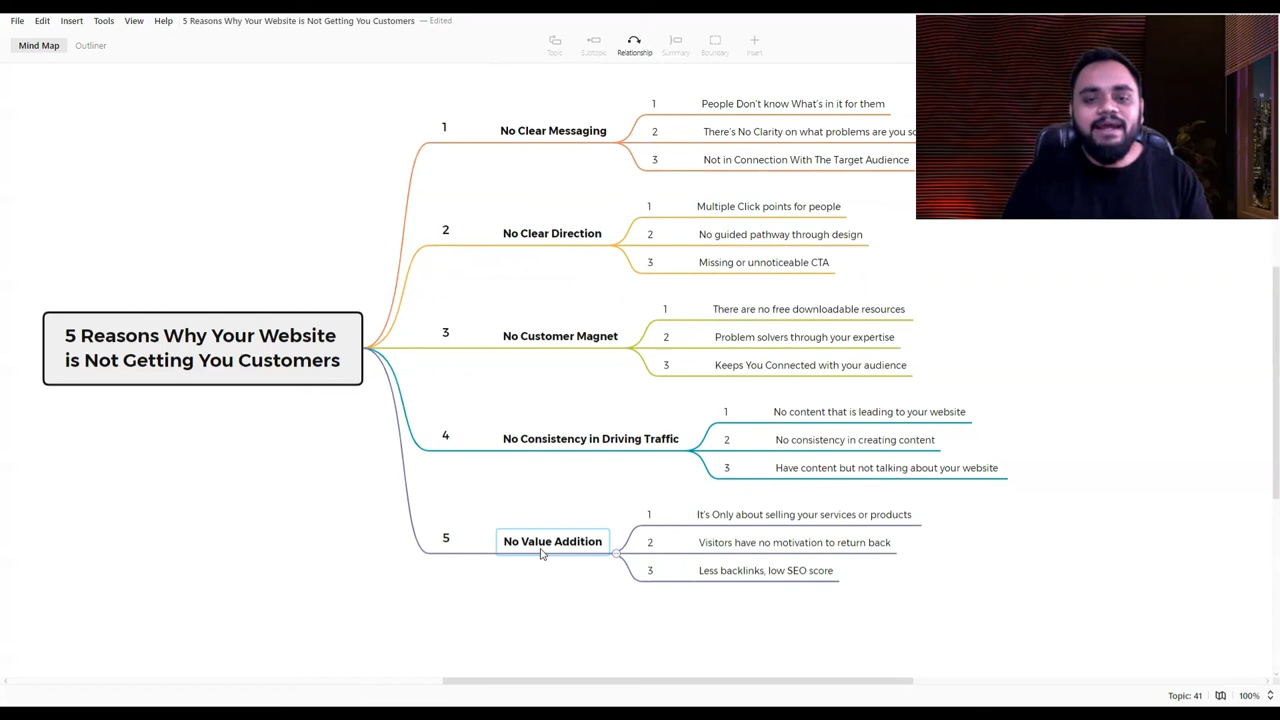 File Edit Insert Tools View Help 5 Reasons Why Your Website is Not Getting You Customers — Edited
Mind Map Outliner
Topic Subtopic Relationship Summary Boundary Insert
5 Reasons Why Your Website
is Not Getting You Customers
1 No Clear Messaging
1 People Don't know What's in it for them
2 There's No Clarity on what problems are you
3 Not in Connection With The Target Audience
2 No Clear Direction
1 Multiple Click points for people
2 No guided pathway through design
3 Missing or unnoticeable CTA
3 No Customer Magnet
1 There are no free downloadable resources
2 Problem solvers through your expertise
3 Keeps You Connected with your audience
4 No Consistency in Driving Traffic
1 No content that is leading to your website
2 No consistency in creating content
3 Have content but not talking about your website
5 No Value Addition
1 It's Only about selling your services or products
2 Visitors have no motivation to return back
3 Less backlinks, low SEO score
Topic: 41 100%